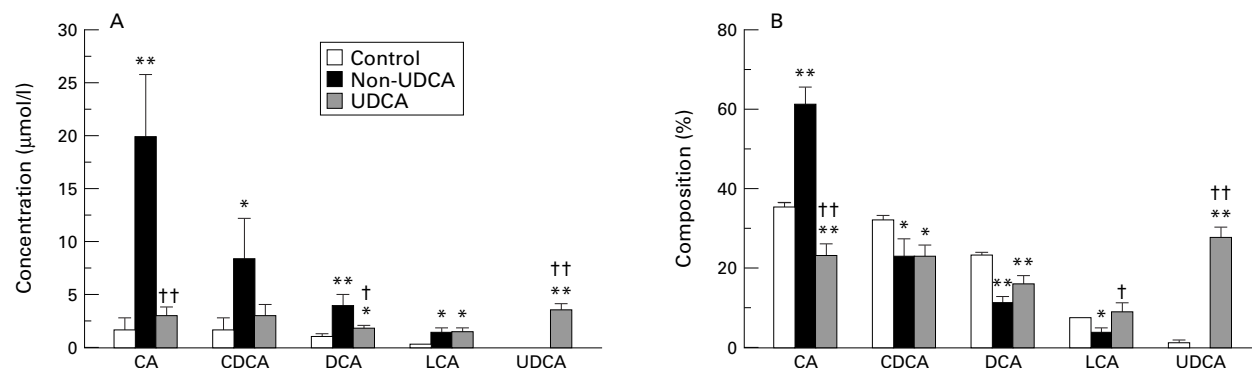 A
Concentration (μmol/l)
30
25
20
15
10
5
0
Control
Non-UDCA
UDCA
**
††
*
**
†
*
*
*
††
**
CA
CDCA
DCA
LCA
UDCA
B
Composition (%)
80
60
40
20
0
**
††
**
*
*
**
**
*
†
††
**
CA
CDCA
DCA
LCA
UDCA